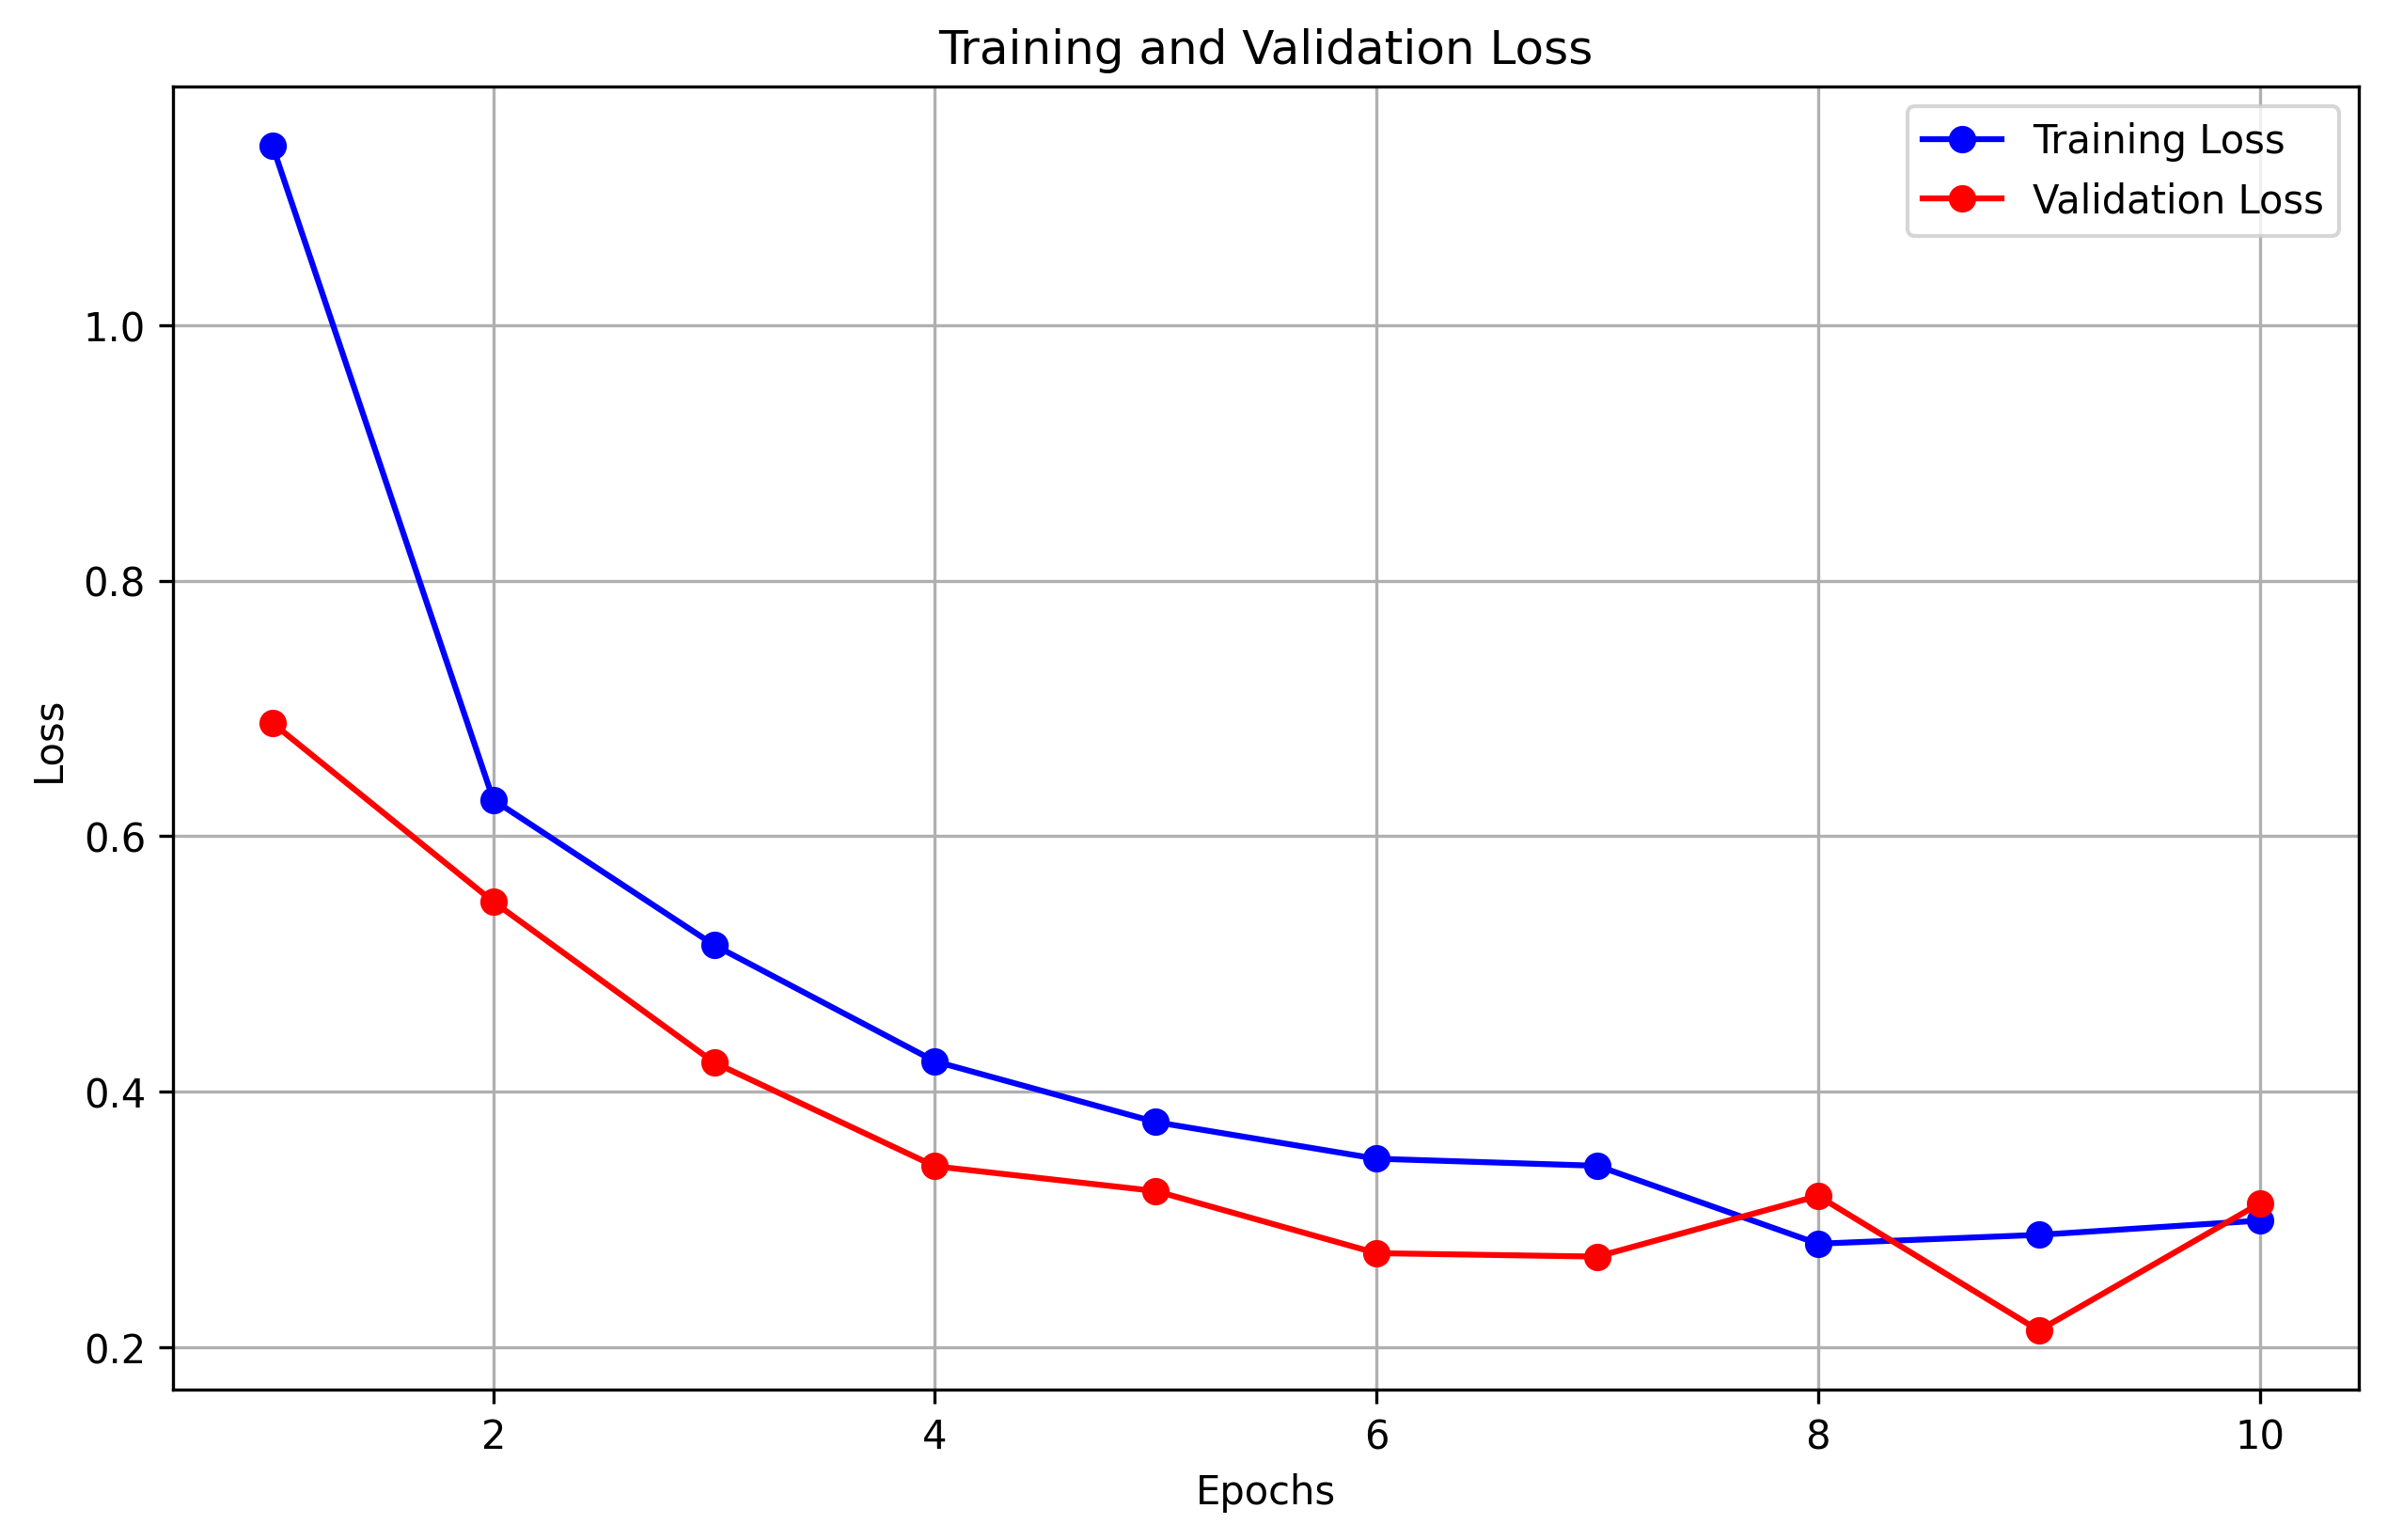 Training and Validation Loss
Training Loss
Validation Loss
1.0
0.8
0.6
0.4
0.2
Loss
2 4 6 8 10
Epochs